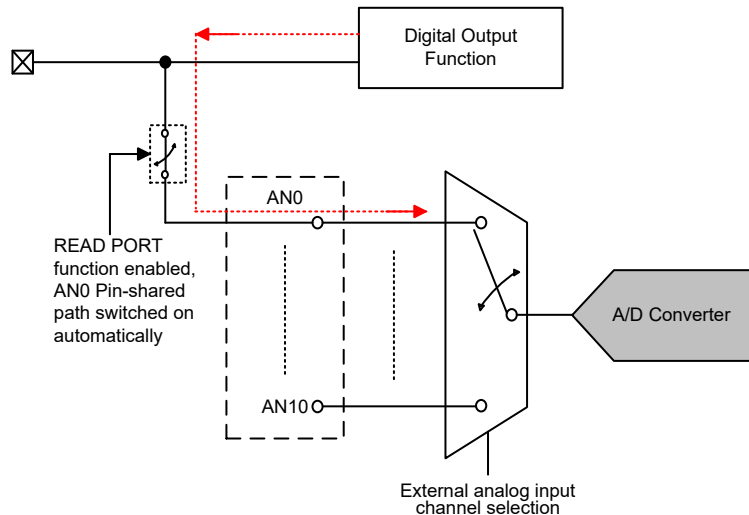 Digital Output
Function
AN0
READ PORT
function enabled,
AN0 Pin-shared
path switched on
automatically
A/D Converter
AN10
External analog input
channel selection